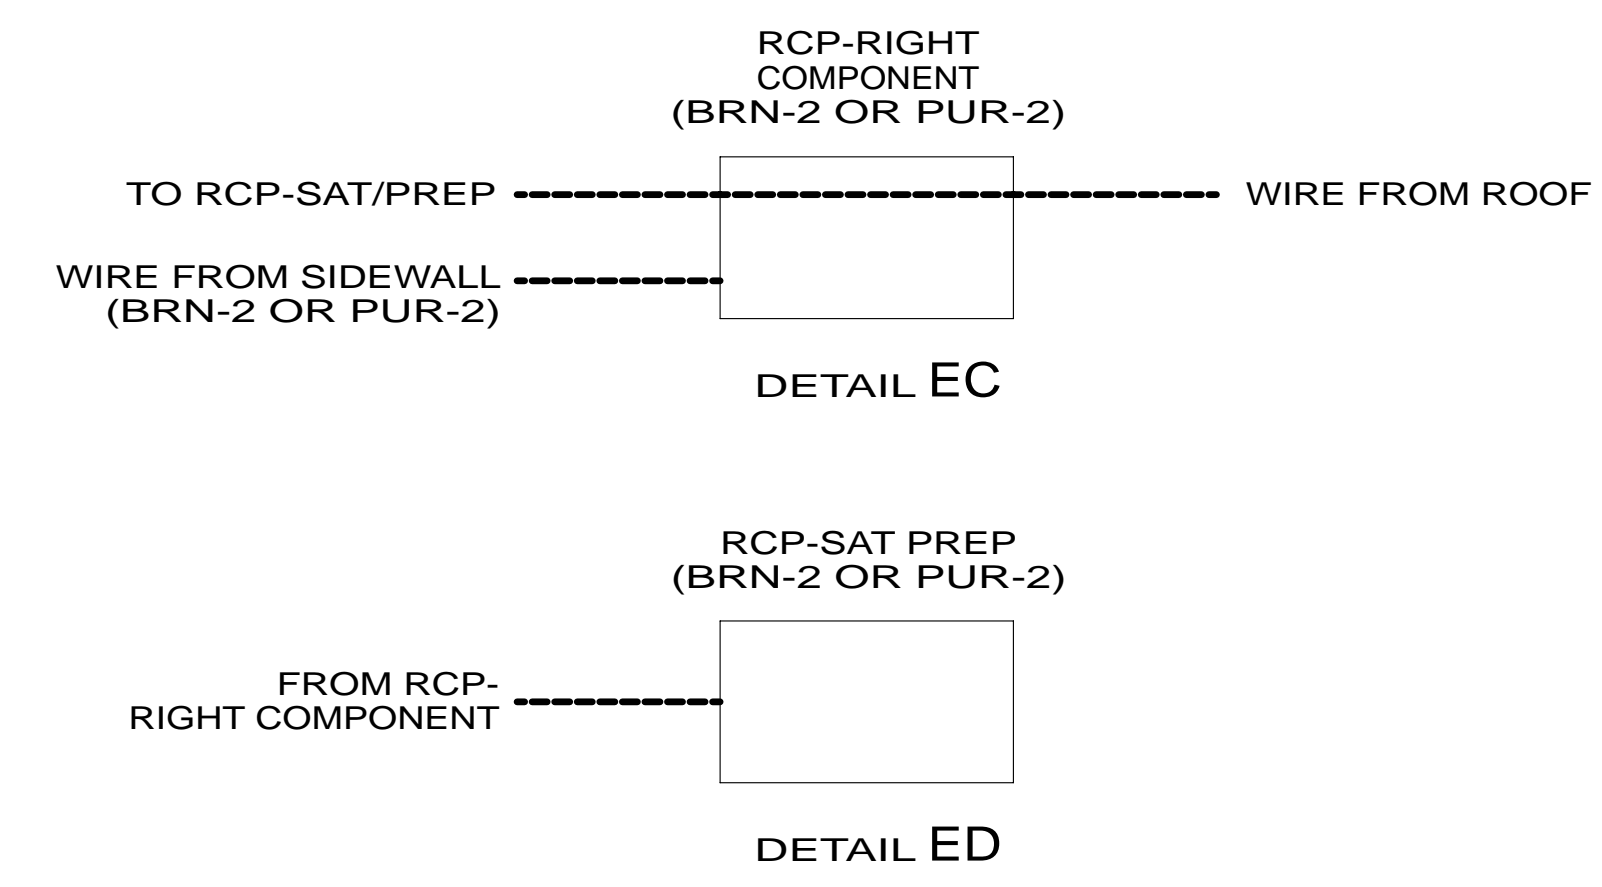 RCP-RIGHT
COMPONENT
(BRN-2 OR PUR-2)
TO RCP-SAT/PREP
WIRE FROM ROOF
WIRE FROM SIDEWALL
(BRN-2 OR PUR-2)
DETAIL EC
RCP-SAT PREP
(BRN-2 OR PUR-2)
FROM RCP-
RIGHT COMPONENT
DETAIL ED